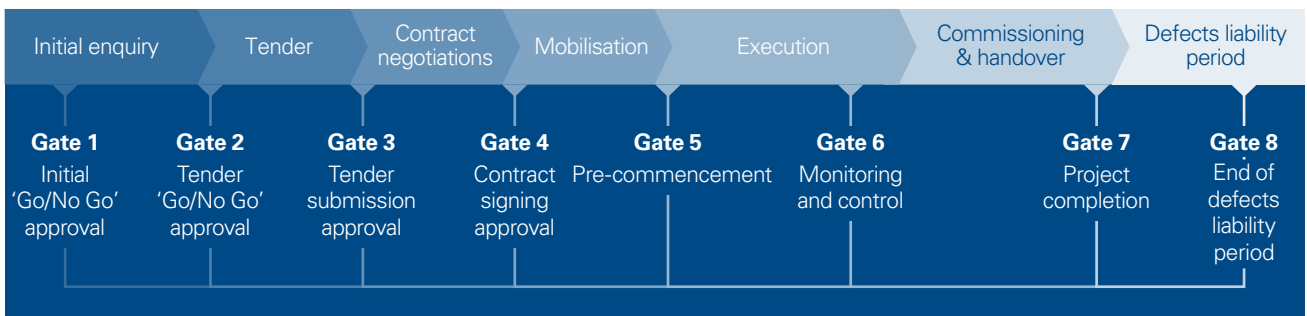 Initial enquiry
Tender
Contract
negotiations
Mobilisation
Execution
Commissioning
& handover
Defects liability
period
Gate 1
Initial
‘Go/No Go’
approval
Gate 2
Tender
‘Go/No Go’
approval
Gate 3
Tender
submission
approval
Gate 4
Contract
signing
approval
Gate 5
Pre-commencement
Gate 6
Monitoring
and control
Gate 7
Project
completion
Gate 8
End of
defects
liability
period